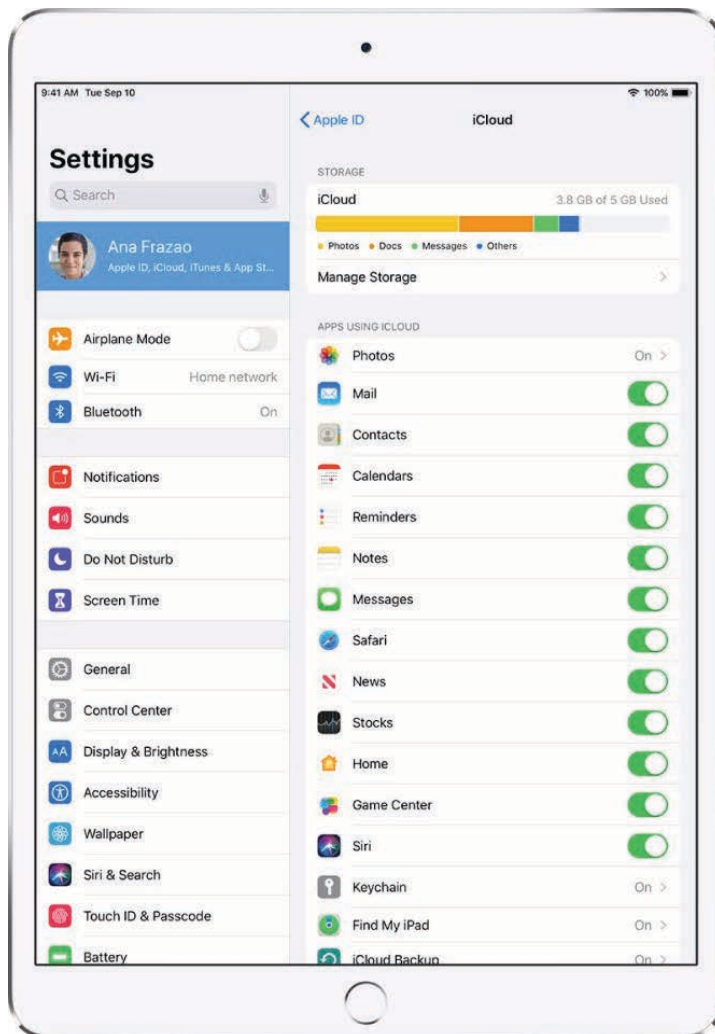 9:41 AM Tue Sep 10
100%
Settings
Search
Ana Frazao
Apple ID, iCloud, iTunes & App St...
Airplane Mode
Wi-Fi Home network
Bluetooth On
Notifications
Sounds
Do Not Disturb
Screen Time
General
Control Center
AA Display & Brightness
Accessibility
Wallpaper
Siri & Search
Touch ID & Passcode
Battery
Apple ID iCloud
STORAGE
iCloud 3.8 GB of 5 GB Used
Photos Docs Messages Others
Manage Storage
APPS USING ICLOUD
Photos On
Mail
Contacts
Calendars
Reminders
Notes
Messages
Safari
News
Stocks
Home
Game Center
Siri
Keychain On
Find My iPad On
iCloud Backup On